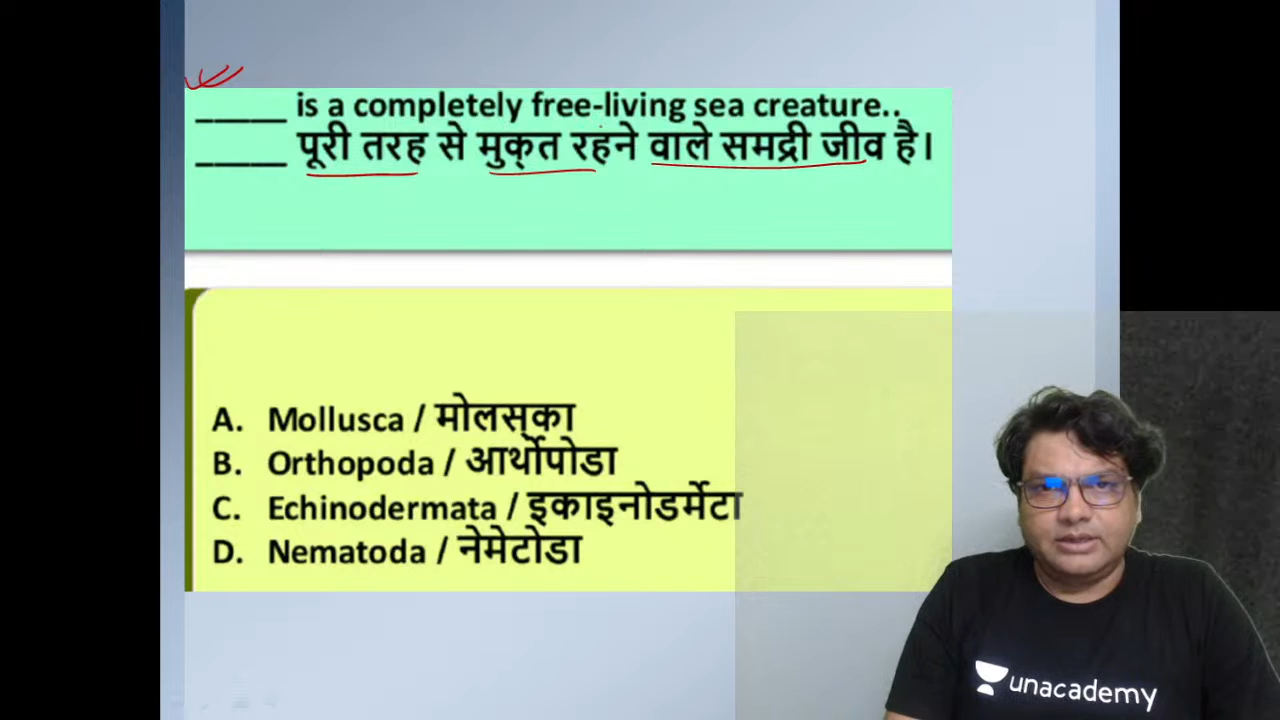 _____ is a completely free-living sea creature..
_____ पूरी तरह से मुक्त रहने वाले समद्री जीव है।
A. Mollusca / मोलस्का
B. Orthopoda / आर्थोपोडा
C. Echinodermata / इकाइनोडर्मेटा
D. Nematoda / नेमेटोडा
unacademy